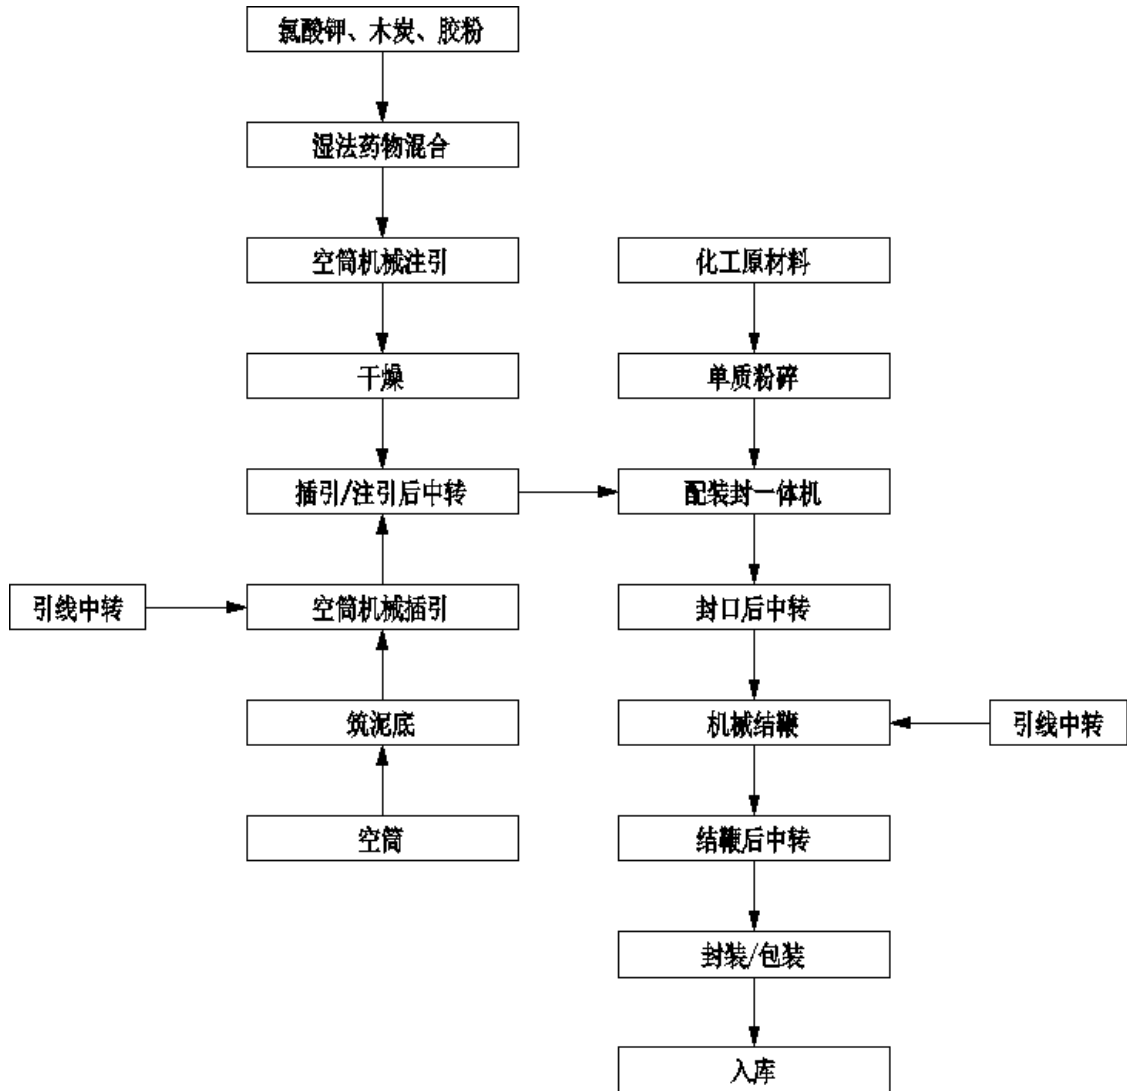 氯酸钾、木炭、胶粉
湿法药物混合
空筒机械注引
化工原材料
干燥
单质粉碎
插引/注引后中转
配装封一体机
引线中转
空筒机械插引
封口后中转
筑泥底
机械结鞭
引线中转
空筒
结鞭后中转
封装/包装
入库